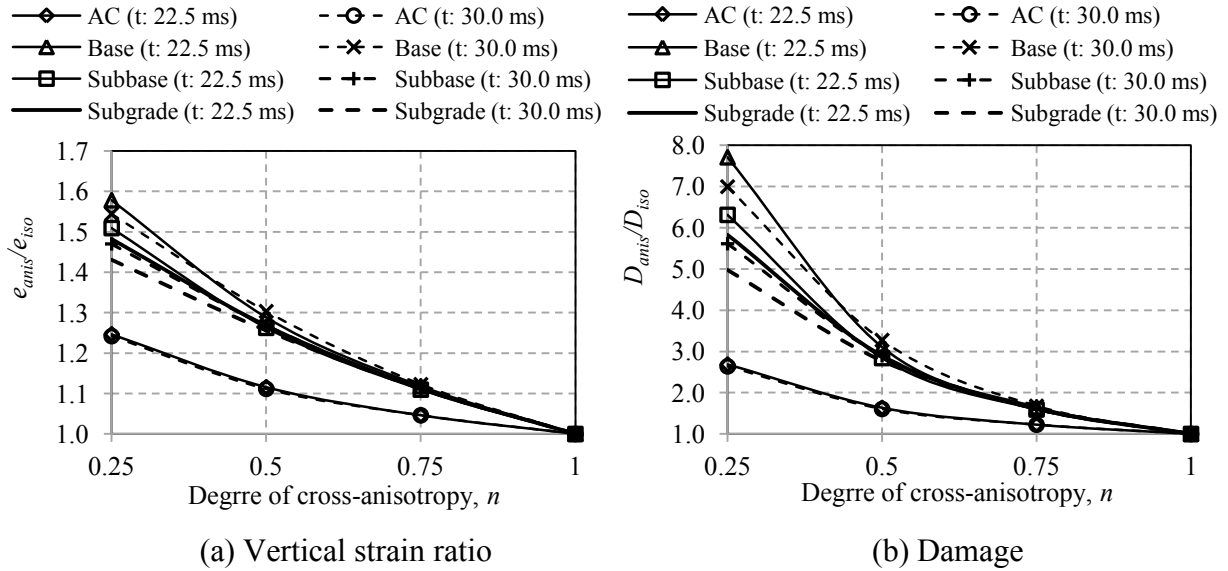 AC (t: 22.5 ms) AC (t: 30.0 ms)
Base (t: 22.5 ms) Base (t: 30.0 ms)
Subbase (t: 22.5 ms) Subbase (t: 30.0 ms)
Subgrade (t: 22.5 ms) Subgrade (t: 30.0 ms)
1.7
1.6
1.5
1.4
1.3
1.2
1.1
1.0
e_anis/e_iso
0.25 0.5 0.75 1
Degrre of cross-anisotropy, n
(a) Vertical strain ratio
AC (t: 22.5 ms) AC (t: 30.0 ms)
Base (t: 22.5 ms) Base (t: 30.0 ms)
Subbase (t: 22.5 ms) Subbase (t: 30.0 ms)
Subgrade (t: 22.5 ms) Subgrade (t: 30.0 ms)
8.0
7.0
6.0
5.0
4.0
3.0
2.0
1.0
D_anis/D_iso
0.25 0.5 0.75 1
Degrre of cross-anisotropy, n
(b) Damage